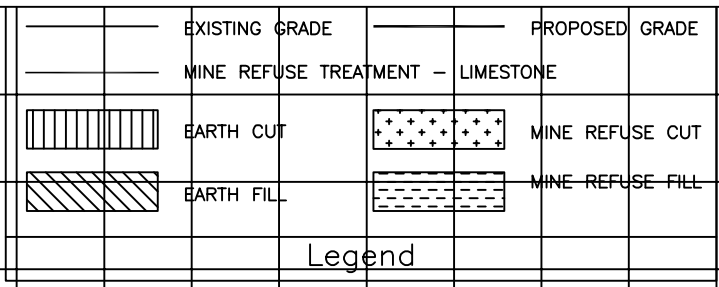 EXISTING GRADE PROPOSED GRADE
MINE REFUSE TREATMENT – LIMESTONE
EARTH CUT MINE REFUSE CUT
EARTH FILL MINE REFUSE FILL
Legend